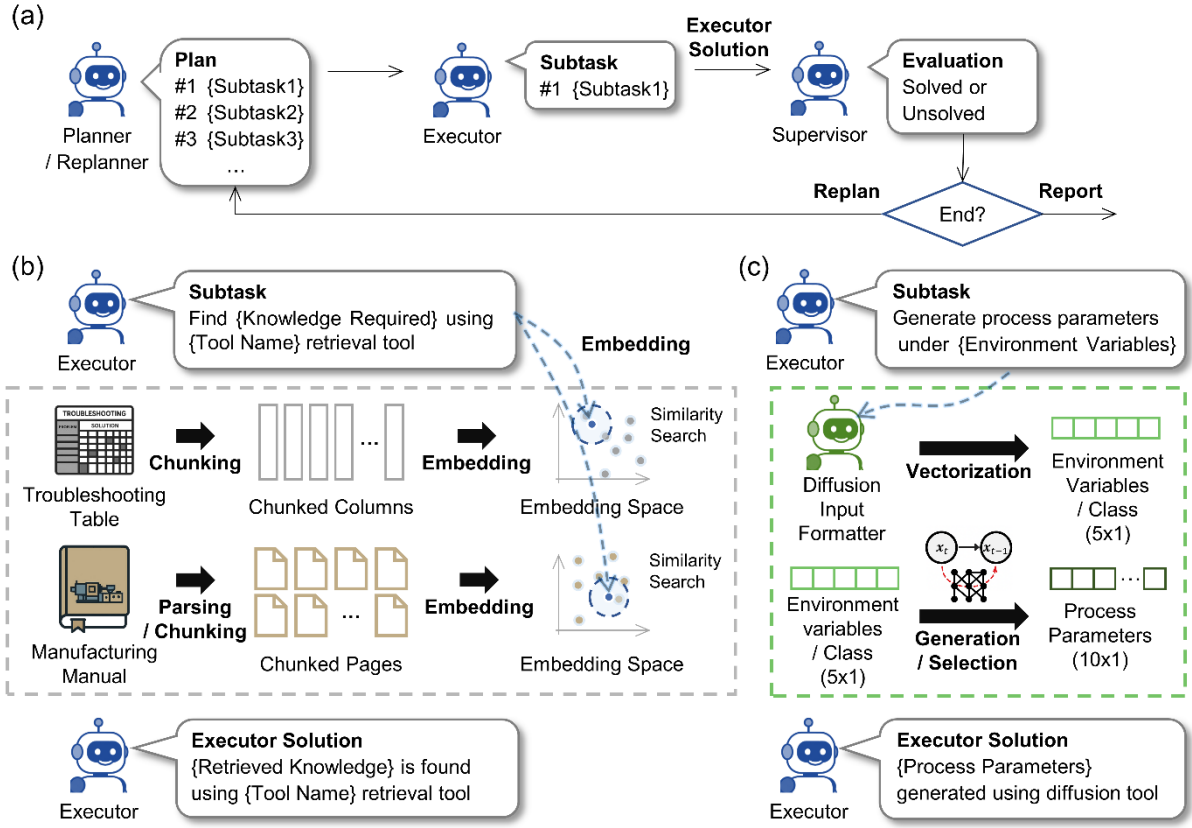 (a)
Plan
#1 {Subtask1}
#2 {Subtask2}
#3 {Subtask3}
...
Planner
/ Replanner
Subtask
#1 {Subtask1}
Executor
Executor
Solution
Evaluation
Solved or
Unsolved
Supervisor
Replan
End?
Report
(b)
Subtask
Find {Knowledge Required} using
{Tool Name} retrieval tool
Executor
Embedding
TROUBLESHOOTING
PROBLEM
SOLUTION
Troubleshooting
Table
Chunking
...
Chunked Columns
Embedding
Similarity
Search
Embedding Space
Manufacturing
Manual
Parsing
/ Chunking
...
Chunked Pages
Embedding
Similarity
Search
Embedding Space
Executor Solution
{Retrieved Knowledge} is found
using {Tool Name} retrieval tool
Executor
(c)
Subtask
Generate process parameters
under {Environment Variables}
Executor
Diffusion
Input
Formatter
Vectorization
Environment
Variables
/ Class
(5x1)
Environment
variables
/ Class
(5x1)
x_t
x_{t-1}
Generation
/ Selection
...
Process
Parameters
(10x1)
Executor Solution
{Process Parameters}
generated using diffusion tool
Executor